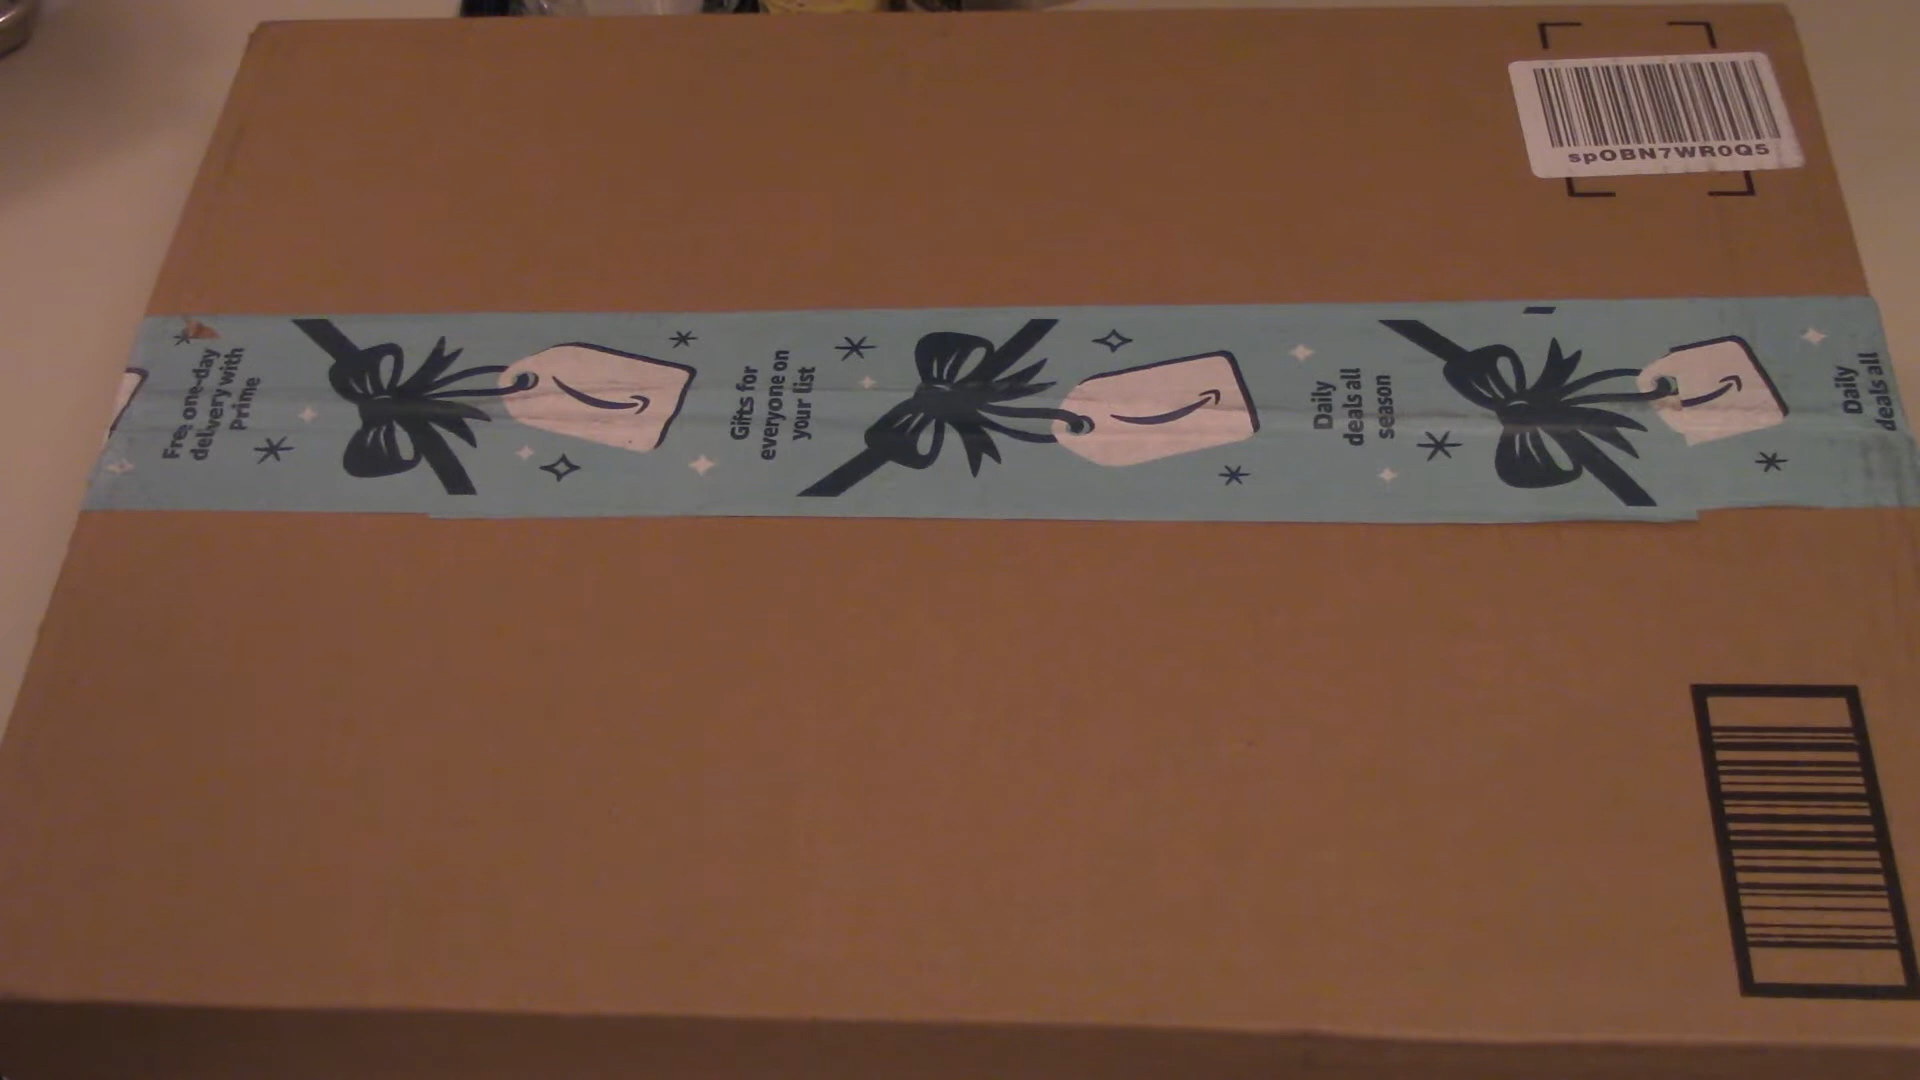 spOBN7WR0Q5
Free one-day
delivery with
Prime
Gifts for
everyone on
your list
Daily
deals all
season
Daily
deals all